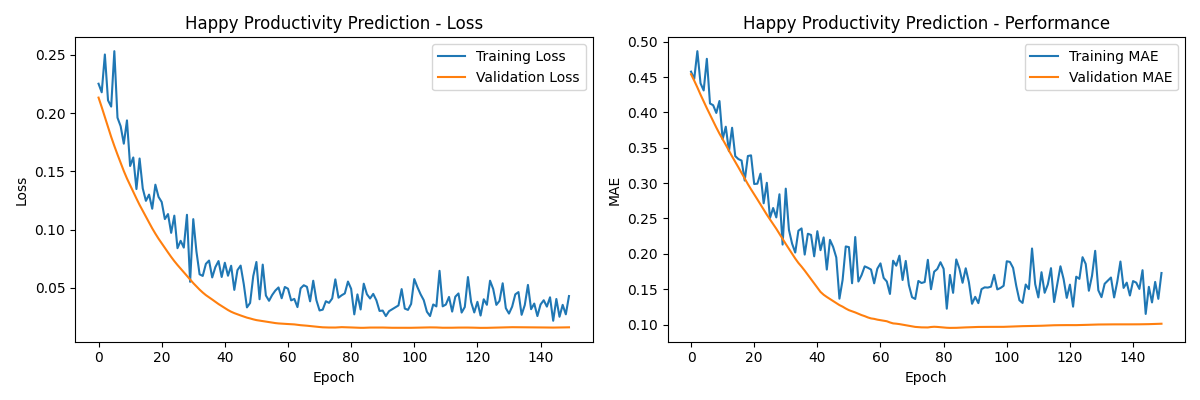 Happy Productivity Prediction - Loss
Training Loss
Validation Loss
0.25
0.20
0.15
0.10
0.05
Loss
0 20 40 60 80 100 120 140
Epoch
Happy Productivity Prediction - Performance
Training MAE
Validation MAE
0.50
0.45
0.40
0.35
0.30
0.25
0.20
0.15
0.10
MAE
0 20 40 60 80 100 120 140
Epoch